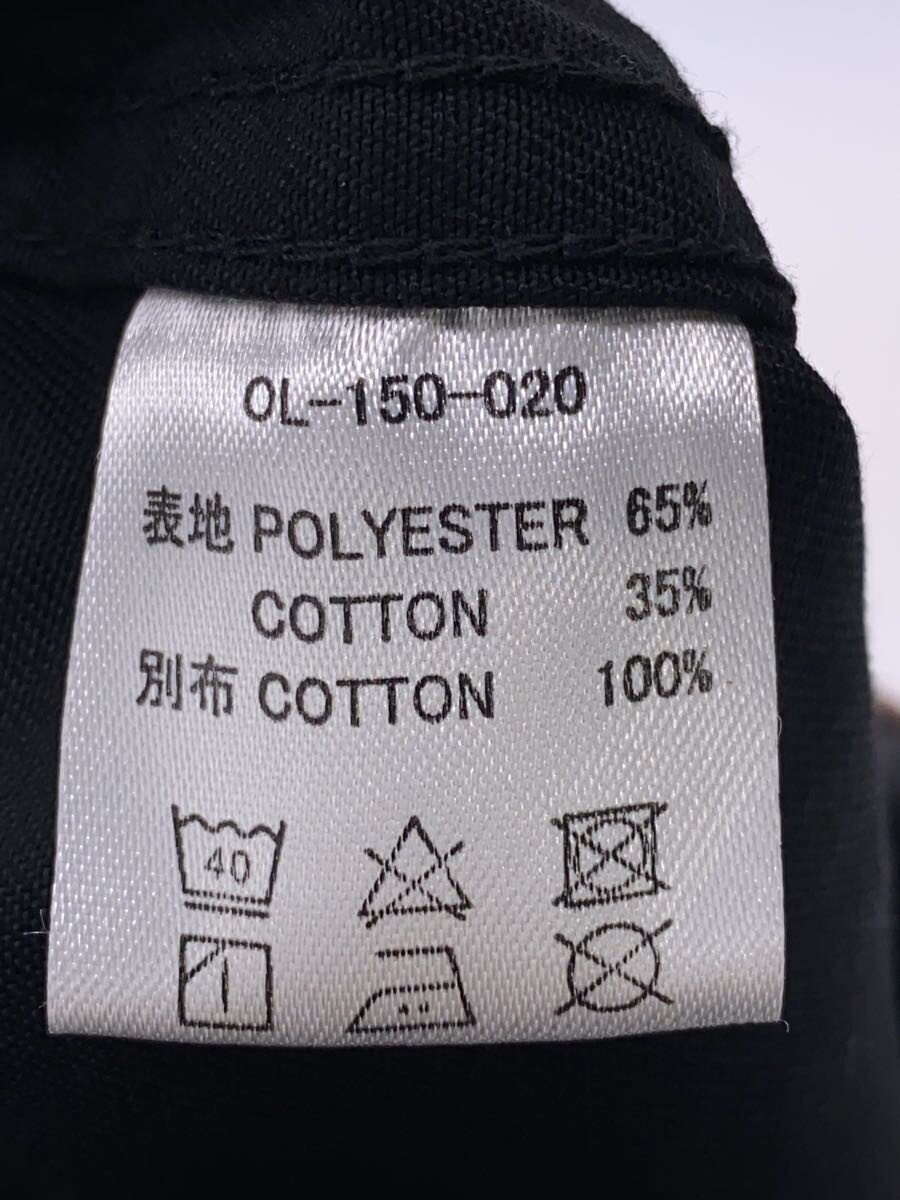 OL-150-020
表地 POLYESTER 65%
COTTON 35%
別布 COTTON 100%
40